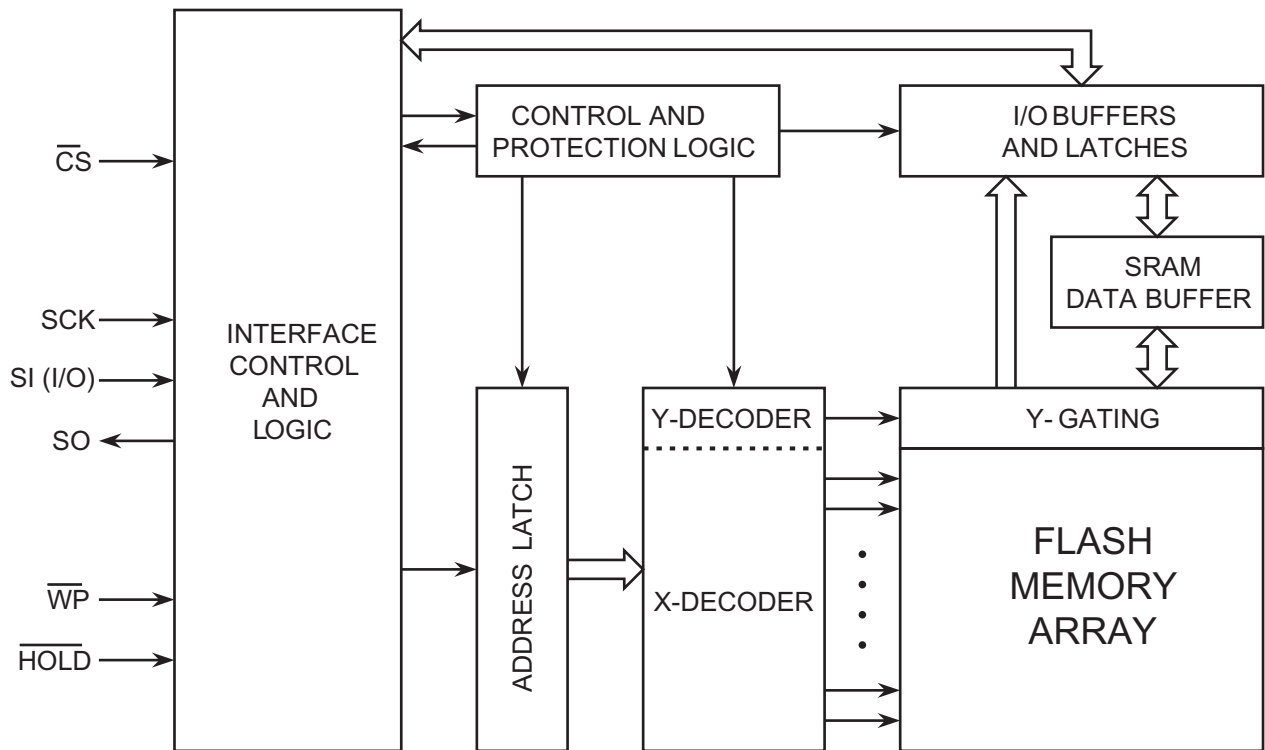 CS
SCK
SI (I/O)
SO
WP
HOLD
INTERFACE
CONTROL
AND
LOGIC
CONTROL AND
PROTECTION LOGIC
I/O BUFFERS
AND LATCHES
SRAM
DATA BUFFER
ADDRESS LATCH
Y-DECODER
X-DECODER
Y- GATING
FLASH
MEMORY
ARRAY